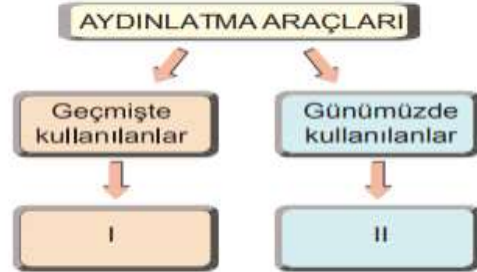 AYDINLATMA ARAÇLARI
Geçmişte
kullanılanlar
Günümüzde
kullanılanlar
I
II